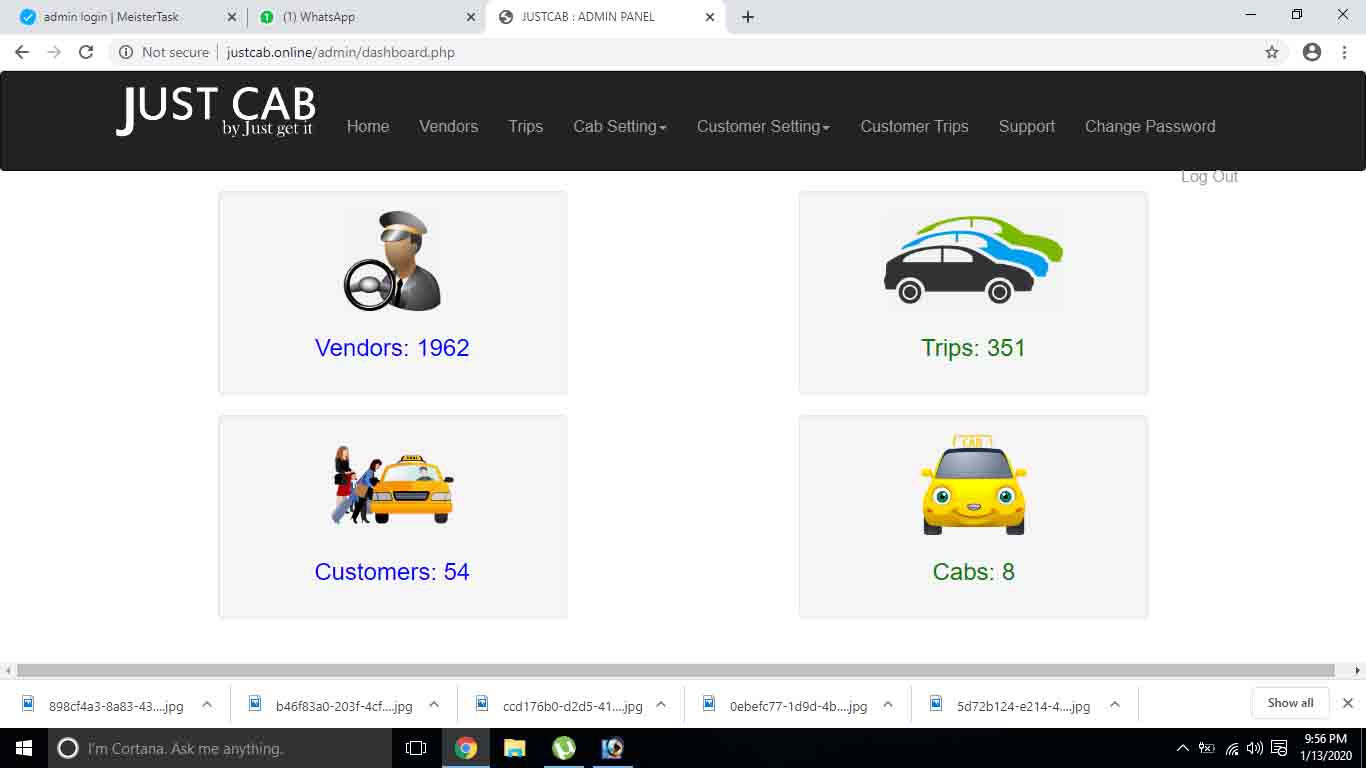 admin login | MeisterTask
(1) WhatsApp
JUSTCAB : ADMIN PANEL
Not secure
justcab.online/admin/dashboard.php
JUST CAB
by Just get it
Home
Vendors
Trips
Cab Setting
Customer Setting
Customer Trips
Support
Change Password
Log Out
Vendors: 1962
Trips: 351
CAB
Customers: 54
Cabs: 8
898cf4a3-8a83-43....jpg
b46f83a0-203f-4cf....jpg
ccd176b0-d2d5-41....jpg
0ebefc77-1d9d-4b....jpg
5d72b124-e214-4....jpg
Show all
I'm Cortana. Ask me anything.
9:56 PM
1/13/2020